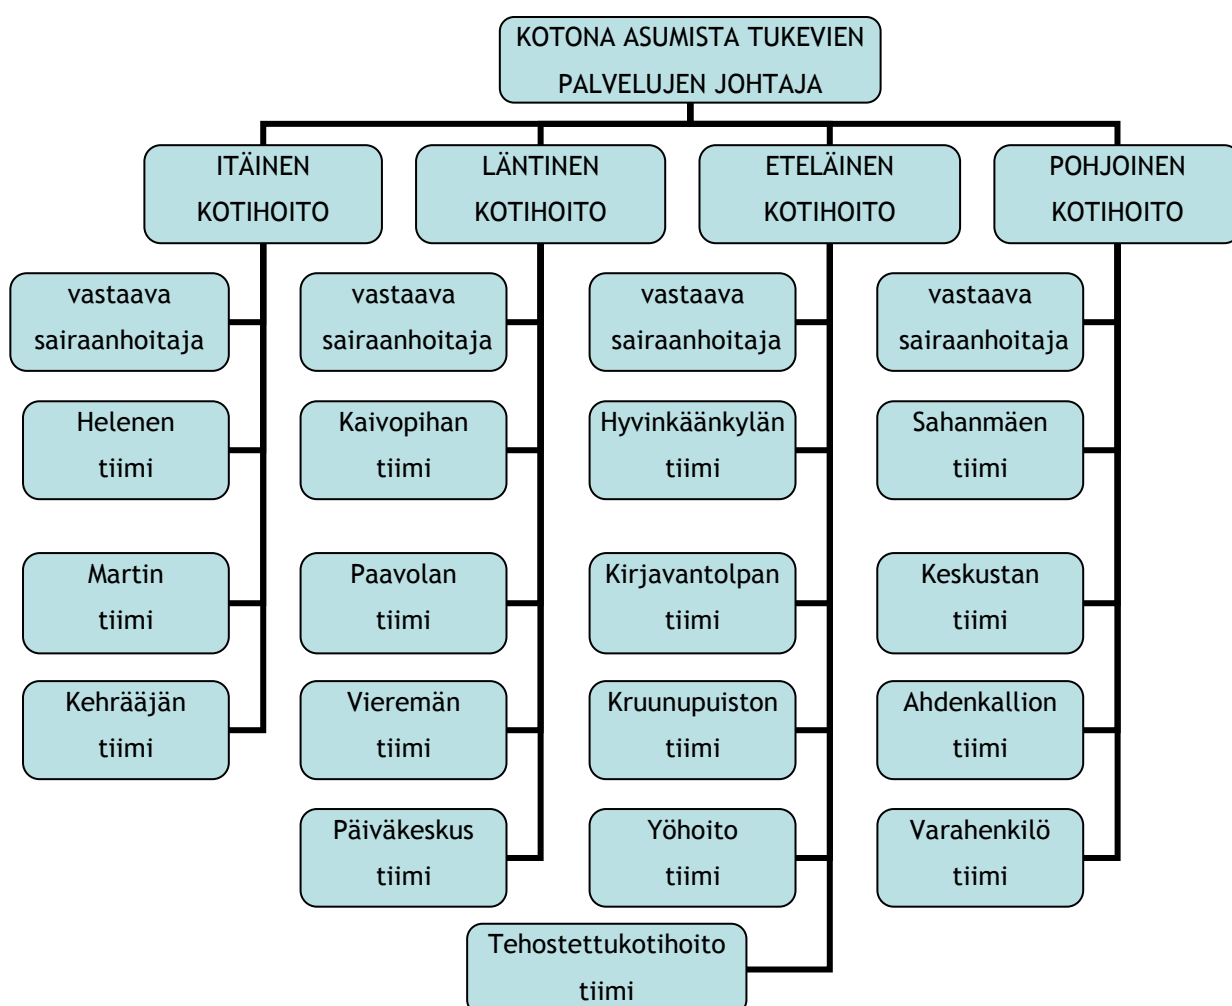 KOTONA ASUMISTA TUKEVIEN
PALVELUJEN JOHTAJA
ITÄINEN
KOTIHOITO
LÄNTINEN
KOTIHOITO
ETELÄINEN
KOTIHOITO
POHJOINEN
KOTIHOITO
vastaava
sairaanhoitaja
vastaava
sairaanhoitaja
vastaava
sairaanhoitaja
vastaava
sairaanhoitaja
Helenen
tiimi
Kaivopihan
tiimi
Hyvinkäänkylän
tiimi
Sahanmäen
tiimi
Martin
tiimi
Paavolan
tiimi
Kirjavantolpan
tiimi
Keskustan
tiimi
Kehrääjän
tiimi
Vieremän
tiimi
Kruunupuiston
tiimi
Ahdenkallion
tiimi
Päiväkeskus
tiimi
Yöhoito
tiimi
Varahenkilö
tiimi
Tehostettukotihoito
tiimi